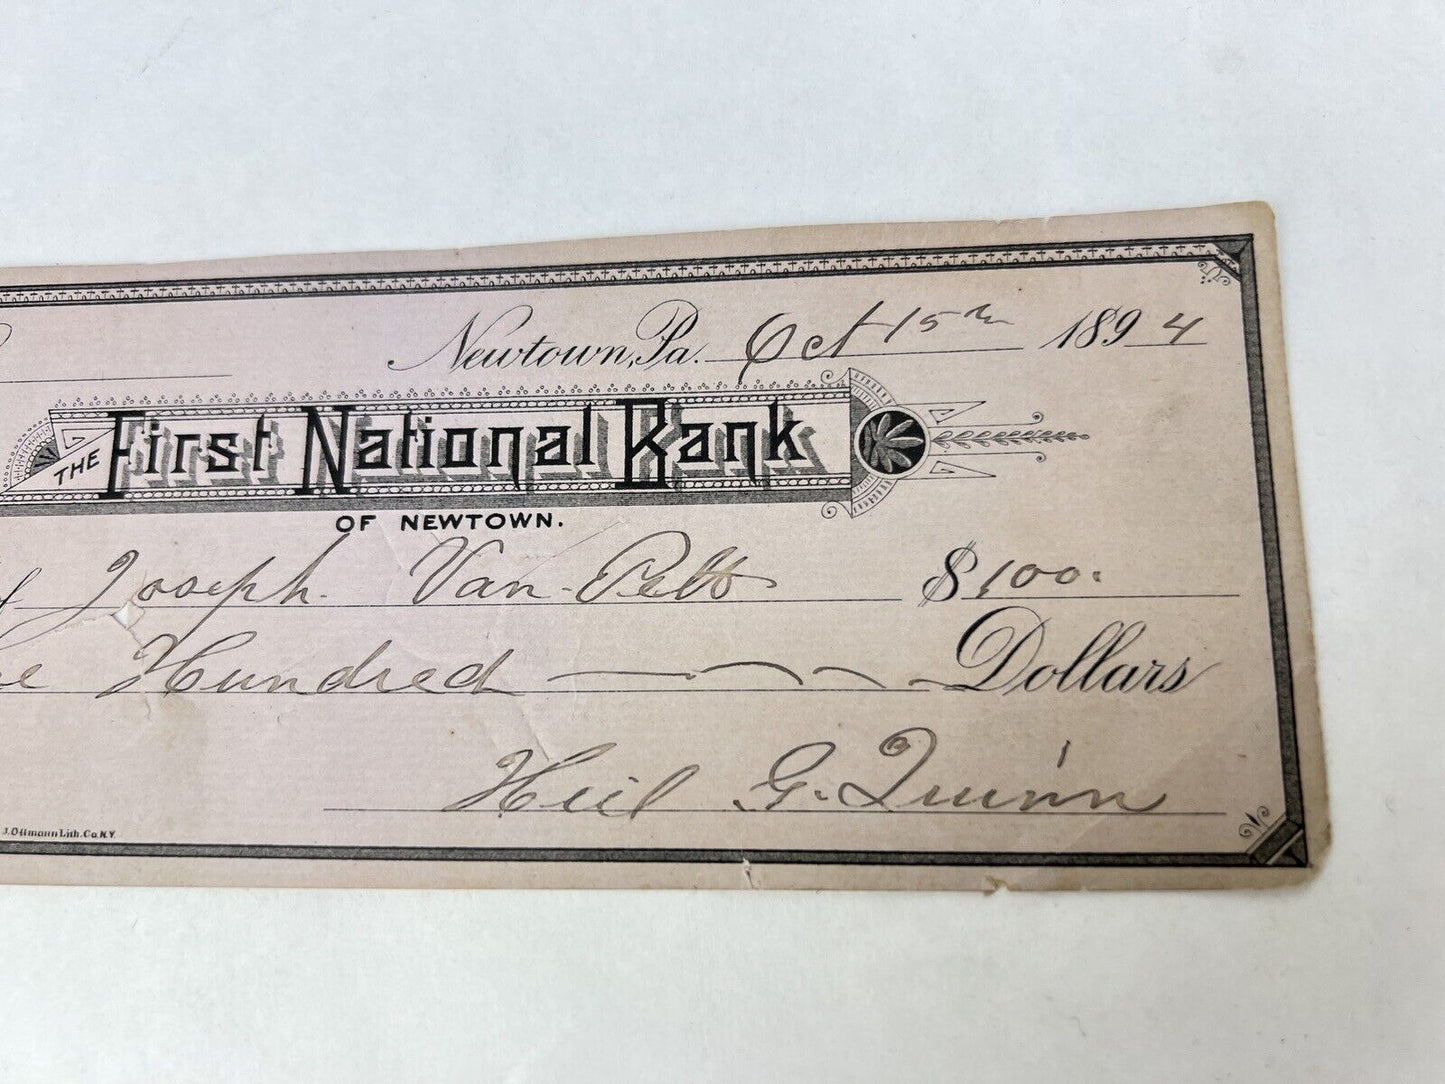 Newtown, Pa. Oct 15th 1894
THE First National Bank
OF NEWTOWN.
Joseph Van Pelt $100.
Hundred Dollars
G. Quinn
J. Ottmann Lith. Co. N.Y.